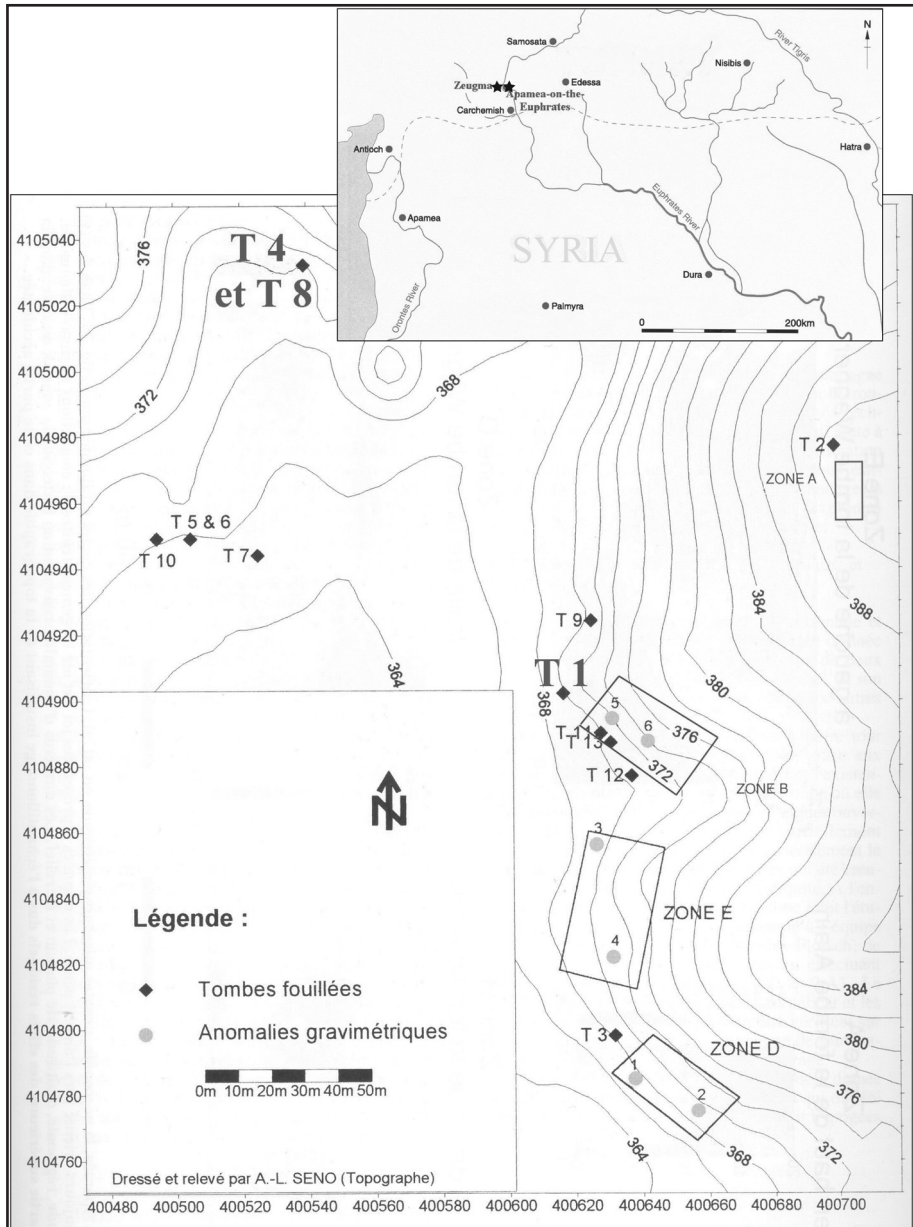 N
River Tigris
Samosata
Nisibis
Zeugma
Edessa
Apamea-on-the-
Euphrates
Carchemish
Antioch
Hatra
Apamea
Euphrates River
SYRIA
Dura
Orontes River
Palmyra
0 200km
4105040
376
T 4
et T 8
4105020
4105000
372
368
4104980
T 2
ZONE A
4104960
T 5 & 6
T 10
T 7
4104940
384
388
4104920
T 9
364
T 1
380
4104900
368
5
6
376
T 11
T 13
372
4104880
T 12
ZONE B
N
4104860
3
4104840
Légende :
ZONE E
4
4104820
384
Tombes fouillées
4104800
T 3
ZONE D
380
Anomalies gravimétriques
1
2
376
4104780
0m 10m 20m 30m 40m 50m
364
368
372
4104760
Dressé et relevé par A.-L. SENO (Topographe)
400480 400500 400520 400540 400560 400580 400600 400620 400640 400660 400680 400700